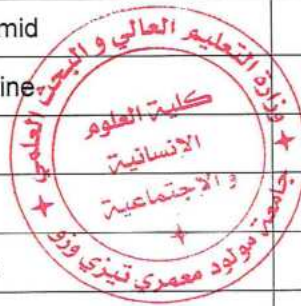 mid
ine
وزارة التعليم العالي و البحث العلمي
كلية العلوم
الانسانية
و الاجتماعية
جامعة مولود معمري تيزي وزو